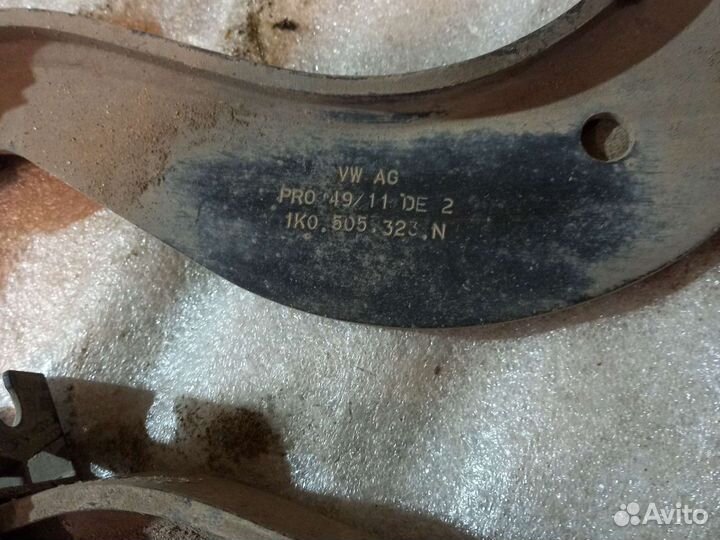 VW AG
PRO 49/11 DE 2
1K0.505.323.N
Avito